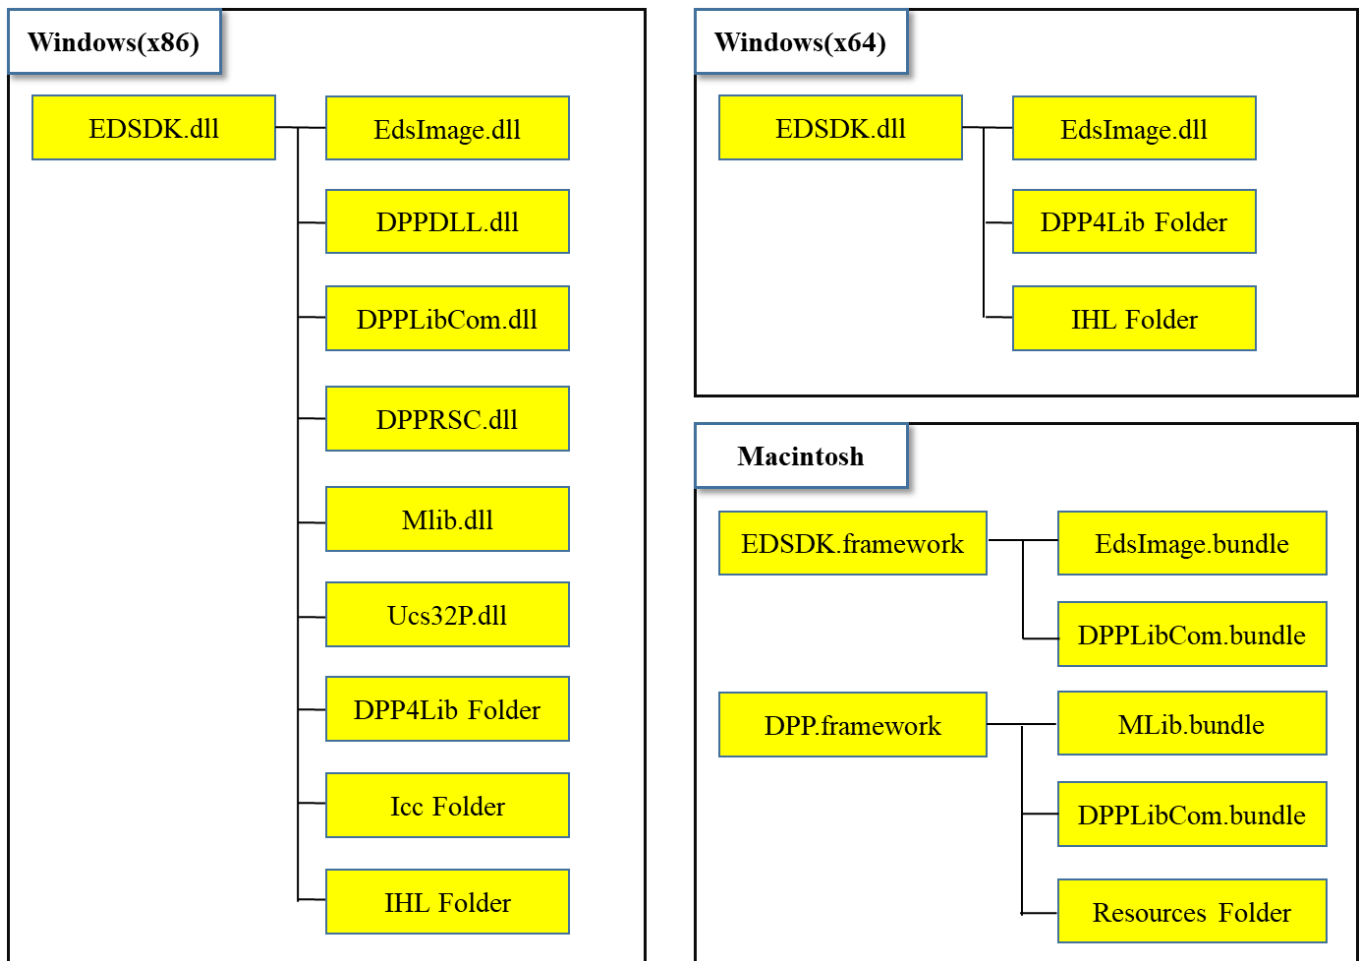 Windows(x86)
EDSDK.dll
EdsImage.dll
DPPDLL.dll
DPPLibCom.dll
DPPRSC.dll
Mlib.dll
Ucs32P.dll
DPP4Lib Folder
Icc Folder
IHL Folder
Windows(x64)
EDSDK.dll
EdsImage.dll
DPP4Lib Folder
IHL Folder
Macintosh
EDSDK.framework
EdsImage.bundle
DPPLibCom.bundle
DPP.framework
MLib.bundle
DPPLibCom.bundle
Resources Folder